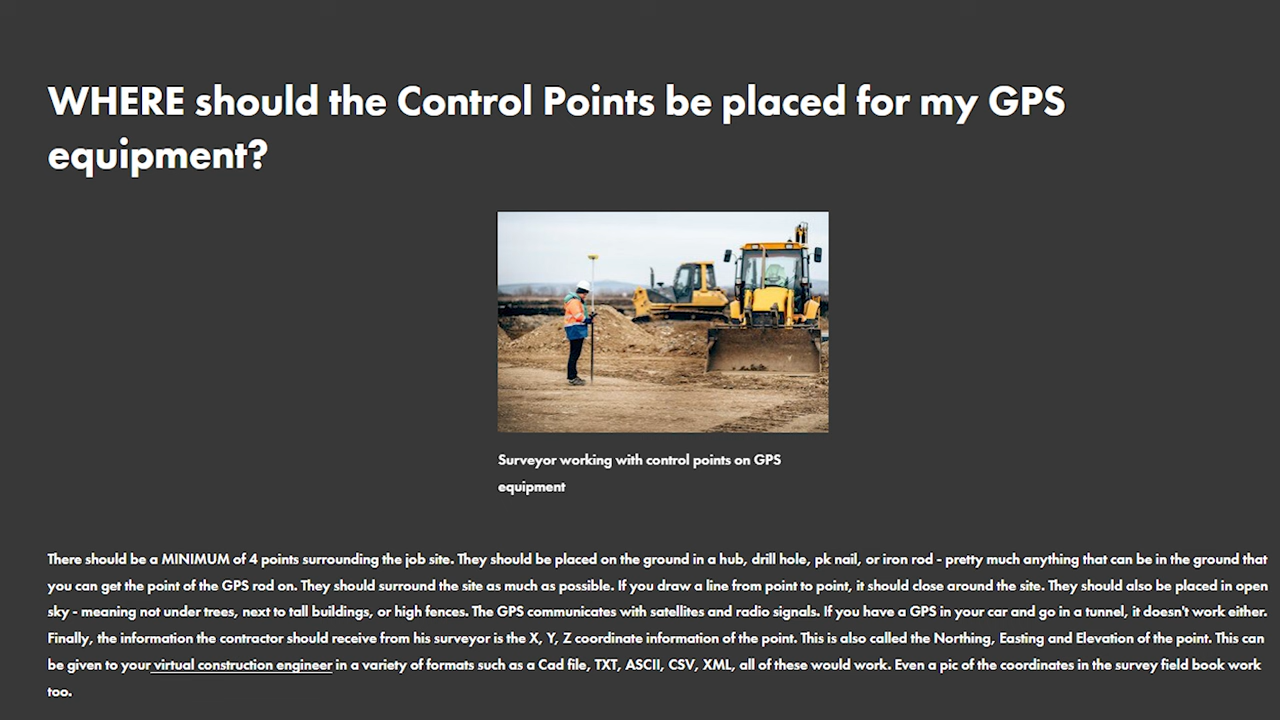 WHERE should the Control Points be placed for my GPS
equipment?
Surveyor working with control points on GPS
equipment
There should be a MINIMUM of 4 points surrounding the job site. They should be placed on the ground in a hub, drill hole, pk nail, or iron rod - pretty much anything that can be in the ground that
you can get the point of the GPS rod on. They should surround the site as much as possible. If you draw a line from point to point, it should close around the site. They should also be placed in open
sky - meaning not under trees, next to tall buildings, or high fences. The GPS communicates with satellites and radio signals. If you have a GPS in your car and go in a tunnel, it doesn't work either.
Finally, the information the contractor should receive from his surveyor is the X, Y, Z coordinate information of the point. This is also called the Northing, Easting and Elevation of the point. This can
be given to your virtual construction engineer in a variety of formats such as a Cad file, TXT, ASCII, CSV, XML, all of these would work. Even a pic of the coordinates in the survey field book work
too.